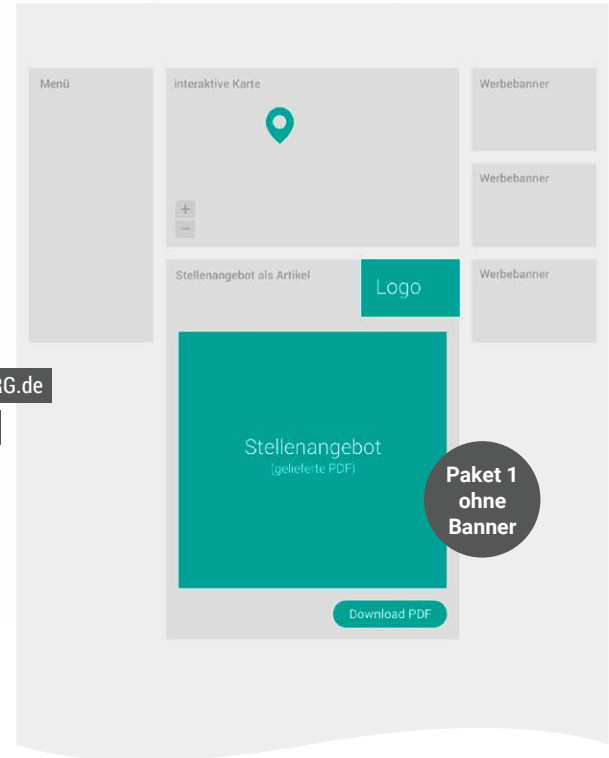 Menü
interaktive Karte
+
−
Werbebanner
Werbebanner
Stellenangebot als Artikel
Logo
Werbebanner
G.de
Stellenangebot
(gelieferte PDF)
Paket 1
ohne
Banner
Download PDF